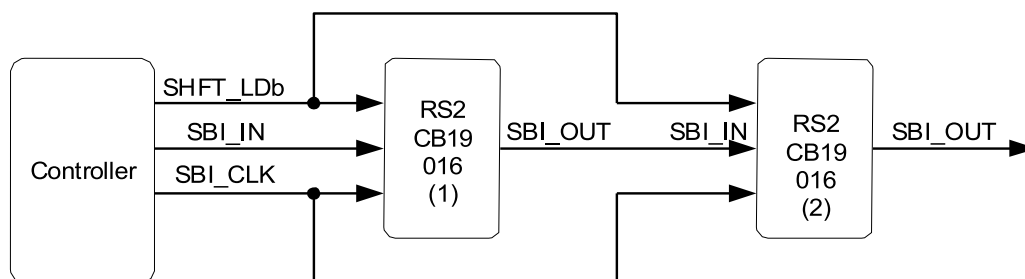 SHFT_LDb
SBI_IN
SBI_CLK
Controller
RS2
CB19
016
(1)
SBI_OUT
SBI_IN
RS2
CB19
016
(2)
SBI_OUT